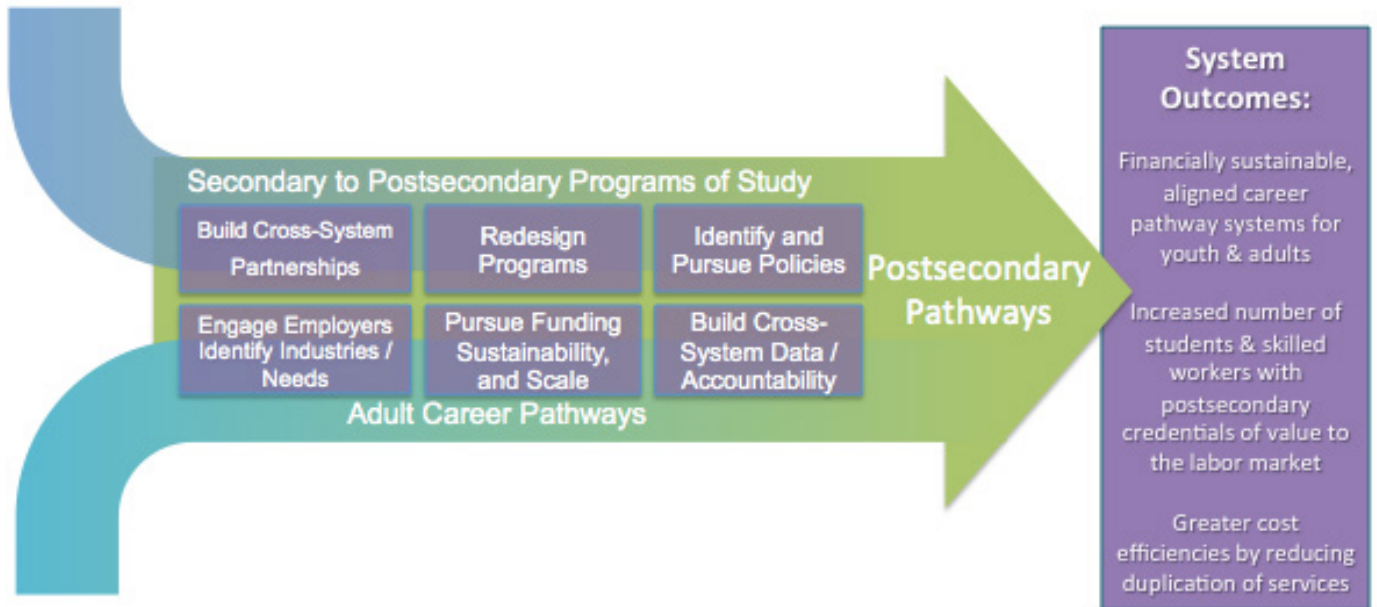 Secondary to Postsecondary Programs of Study
Build Cross-System
Partnerships
Redesign
Programs
Identify and
Pursue Policies
Engage Employers
Identify Industries /
Needs
Pursue Funding
Sustainability,
and Scale
Build Cross-
System Data /
Accountability
Adult Career Pathways
Postsecondary
Pathways
System
Outcomes:
Financially sustainable,
aligned career
pathway systems for
youth & adults
Increased number of
students & skilled
workers with
postsecondary
credentials of value to
the labor market
Greater cost
efficiencies by reducing
duplication of services